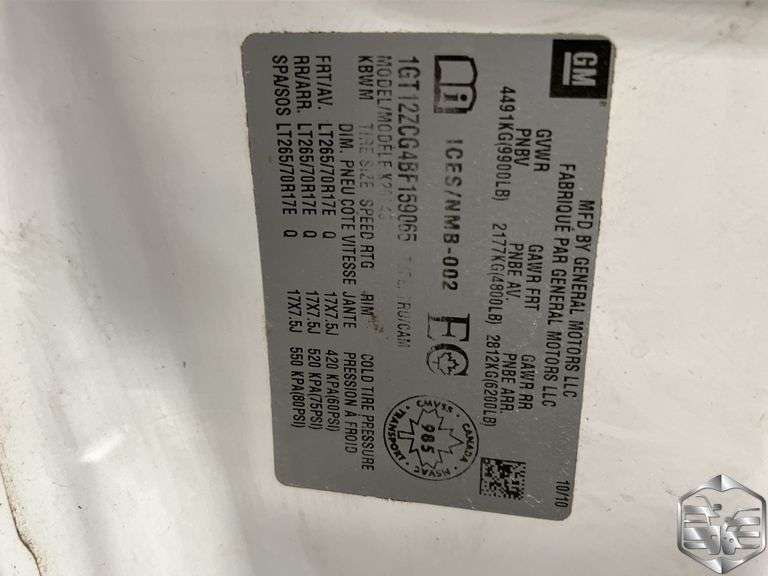 GM
MFD BY GENERAL MOTORS LLC
FABRIQUÉ PAR GENERAL MOTORS LLC
10/10
GVWR GAWR FRT GAWR RR
PNBV PNBE AV. PNBE ARR.
4491KG(9900LB) 2177KG(4800LB) 2812KG(6200LB)
ICES/NMB-002
CMVSS CANADA NSVAC TRANSPORT
985
1GT12ZCG4BF159065
MODEL/MODELE
KBWM TIRE SIZE SPEED RTG RIM COLD TIRE PRESSURE
DIM. PNEU COTE VITESSE JANTE PRESSION À FROID
FRT/AV. LT265/70R17E Q 17X7.5J 420 KPA(60PSI)
RR/ARR. LT265/70R17E Q 17X7.5J 520 KPA(75PSI)
SPA/SOS LT265/70R17E Q 17X7.5J 550 KPA(80PSI)